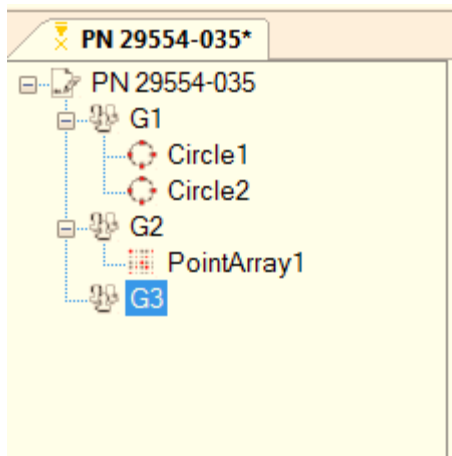 PN 29554-035*
PN 29554-035
G1
Circle1
Circle2
G2
PointArray1
G3